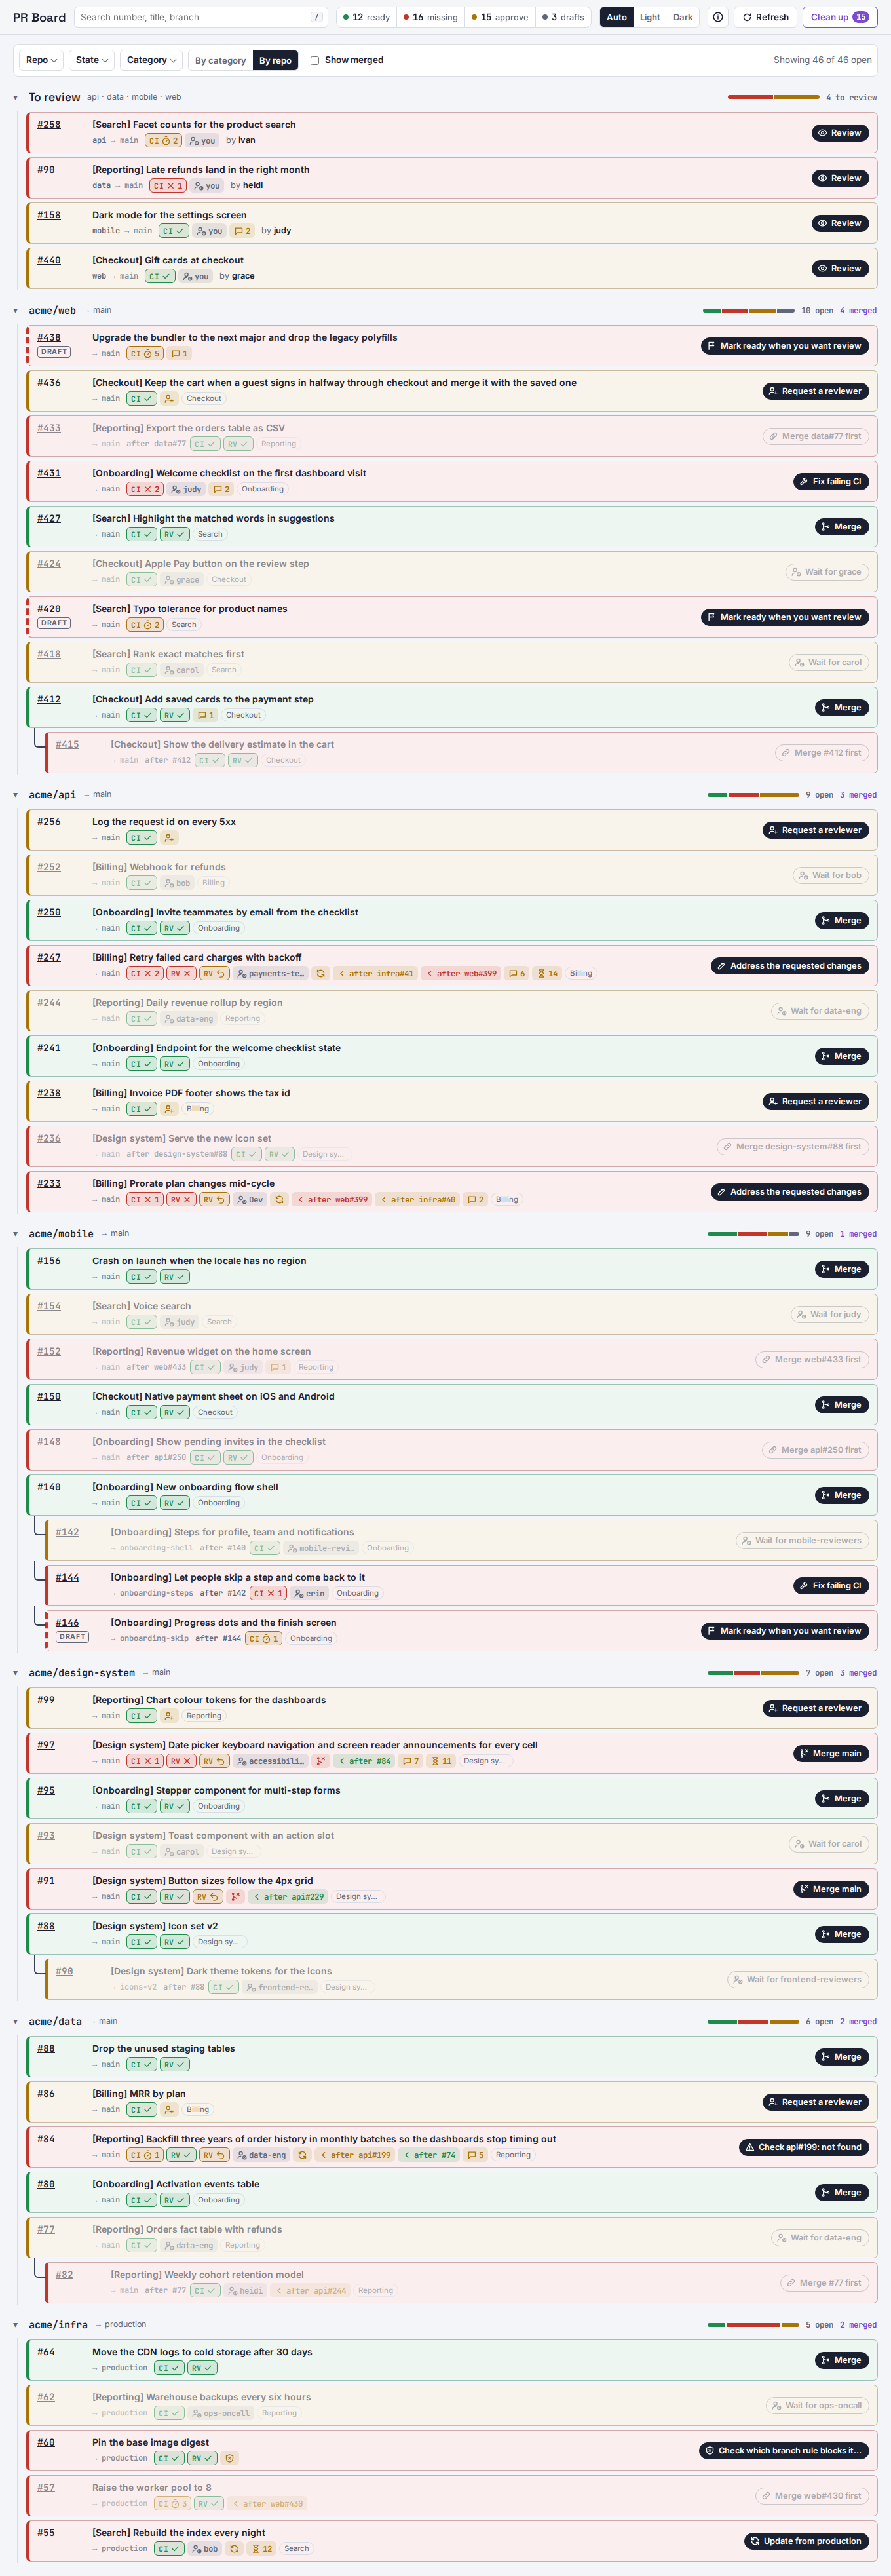 PR Board Search number, title, branch / 12 ready 16 missing 15 approve 3 drafts Auto Light Dark Refresh Clean up 15
Repo State Category By category By repo Show merged Showing 46 of 46 open
To review api · data · mobile · web 4 to review
#258 [Search] Facet counts for the product search
api → main CI 2 you by ivan Review
#90 [Reporting] Late refunds land in the right month
data → main CI 1 you by heidi Review
#158 Dark mode for the settings screen
mobile → main CI you 2 by judy Review
#440 [Checkout] Gift cards at checkout
web → main CI you by grace Review
acme/web → main 10 open 4 merged
#438 Upgrade the bundler to the next major and drop the legacy polyfills
DRAFT → main CI 5 1 Mark ready when you want review
#436 [Checkout] Keep the cart when a guest signs in halfway through checkout and merge it with the saved one
→ main CI Checkout Request a reviewer
#433 [Reporting] Export the orders table as CSV
→ main after data#77 CI RV Reporting Merge data#77 first
#431 [Onboarding] Welcome checklist on the first dashboard visit
→ main CI 2 judy 2 Onboarding Fix failing CI
#427 [Search] Highlight the matched words in suggestions
→ main CI RV Search Merge
#424 [Checkout] Apple Pay button on the review step
→ main CI grace Checkout Wait for grace
#420 [Search] Typo tolerance for product names
DRAFT → main CI 2 Search Mark ready when you want review
#418 [Search] Rank exact matches first
→ main CI carol Search Wait for carol
#412 [Checkout] Add saved cards to the payment step
→ main CI RV 1 Checkout Merge
#415 [Checkout] Show the delivery estimate in the cart
→ main after #412 CI RV Checkout Merge #412 first
acme/api → main 9 open 3 merged
#256 Log the request id on every 5xx
→ main CI Request a reviewer
#252 [Billing] Webhook for refunds
→ main CI bob Billing Wait for bob
#250 [Onboarding] Invite teammates by email from the checklist
→ main CI RV Onboarding Merge
#247 [Billing] Retry failed card charges with backoff
→ main CI 2 RV RV payments-te… after infra#41 after web#399 6 14 Billing Address the requested changes
#244 [Reporting] Daily revenue rollup by region
→ main CI data-eng Reporting Wait for data-eng
#241 [Onboarding] Endpoint for the welcome checklist state
→ main CI RV Onboarding Merge
#238 [Billing] Invoice PDF footer shows the tax id
→ main CI Billing Request a reviewer
#236 [Design system] Serve the new icon set
→ main after design-system#88 CI RV Design sy… Merge design-system#88 first
#233 [Billing] Prorate plan changes mid-cycle
→ main CI 1 RV RV Dev after web#399 after infra#40 2 Billing Address the requested changes
acme/mobile → main 9 open 1 merged
#156 Crash on launch when the locale has no region
→ main CI RV Merge
#154 [Search] Voice search
→ main CI judy Search Wait for judy
#152 [Reporting] Revenue widget on the home screen
→ main after web#433 CI judy 1 Reporting Merge web#433 first
#150 [Checkout] Native payment sheet on iOS and Android
→ main CI RV Checkout Merge
#148 [Onboarding] Show pending invites in the checklist
→ main after api#250 CI RV Onboarding Merge api#250 first
#140 [Onboarding] New onboarding flow shell
→ main CI RV Onboarding Merge
#142 [Onboarding] Steps for profile, team and notifications
→ onboarding-shell after #140 CI mobile-revi… Onboarding Wait for mobile-reviewers
#144 [Onboarding] Let people skip a step and come back to it
→ onboarding-steps after #142 CI 1 erin Onboarding Fix failing CI
#146 [Onboarding] Progress dots and the finish screen
DRAFT → onboarding-skip after #144 CI 1 Onboarding Mark ready when you want review
acme/design-system → main 7 open 3 merged
#99 [Reporting] Chart colour tokens for the dashboards
→ main CI Reporting Request a reviewer
#97 [Design system] Date picker keyboard navigation and screen reader announcements for every cell
→ main CI 1 RV RV accessibili… after #84 7 11 Design sy… Merge main
#95 [Onboarding] Stepper component for multi-step forms
→ main CI RV Onboarding Merge
#93 [Design system] Toast component with an action slot
→ main CI carol Design sy… Wait for carol
#91 [Design system] Button sizes follow the 4px grid
→ main CI RV RV after api#229 Design sy… Merge main
#88 [Design system] Icon set v2
→ main CI RV Design sy… Merge
#90 [Design system] Dark theme tokens for the icons
→ icons-v2 after #88 CI frontend-re… Design sy… Wait for frontend-reviewers
acme/data → main 6 open 2 merged
#88 Drop the unused staging tables
→ main CI RV Merge
#86 [Billing] MRR by plan
→ main CI Billing Request a reviewer
#84 [Reporting] Backfill three years of order history in monthly batches so the dashboards stop timing out
→ main CI 1 RV RV data-eng after api#199 after #74 5 Reporting Check api#199: not found
#80 [Onboarding] Activation events table
→ main CI RV Onboarding Merge
#77 [Reporting] Orders fact table with refunds
→ main CI data-eng Reporting Wait for data-eng
#82 [Reporting] Weekly cohort retention model
→ main after #77 CI heidi after api#244 Reporting Merge #77 first
acme/infra → production 5 open 2 merged
#64 Move the CDN logs to cold storage after 30 days
→ production CI RV Merge
#62 [Reporting] Warehouse backups every six hours
→ production CI ops-oncall Reporting Wait for ops-oncall
#60 Pin the base image digest
→ production CI RV Check which branch rule blocks it…
#57 Raise the worker pool to 8
→ production CI 3 RV after web#430 Merge web#430 first
#55 [Search] Rebuild the index every night
→ production CI bob 12 Search Update from production